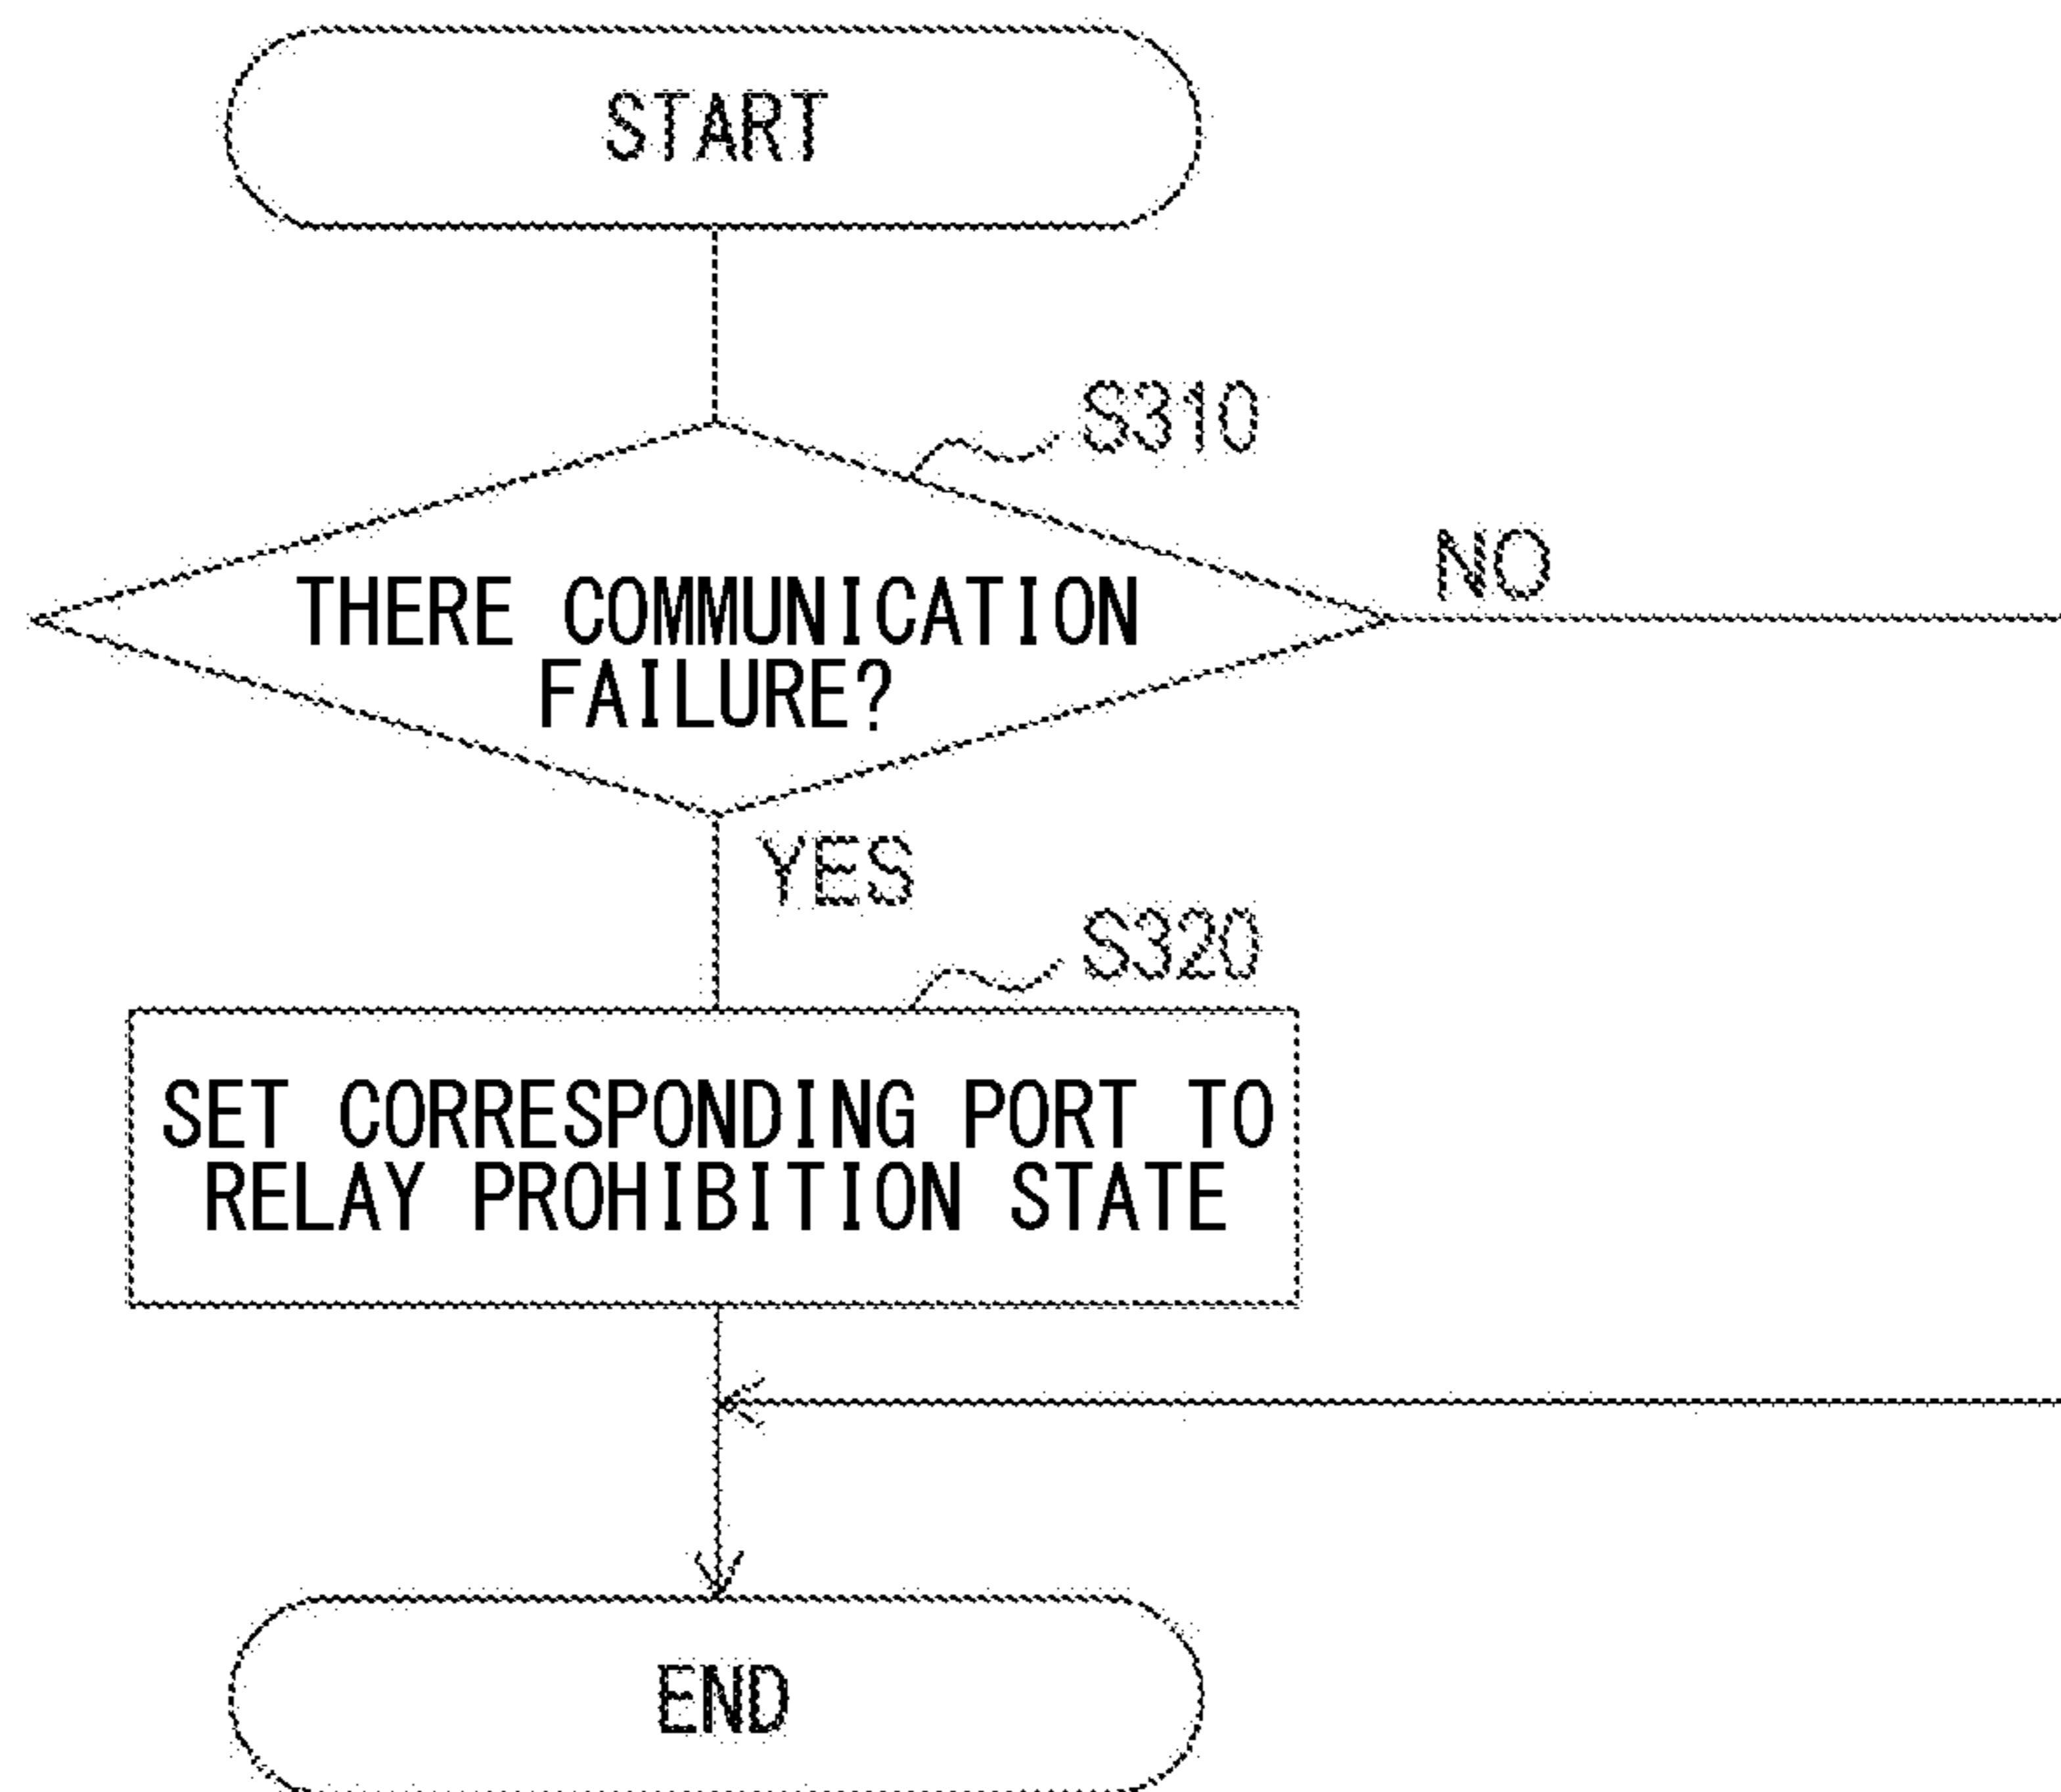 START
S310
NO
THERE COMMUNICATION
FAILURE?
YES
S320
SET CORRESPONDING PORT TO
RELAY PROHIBITION STATE
END